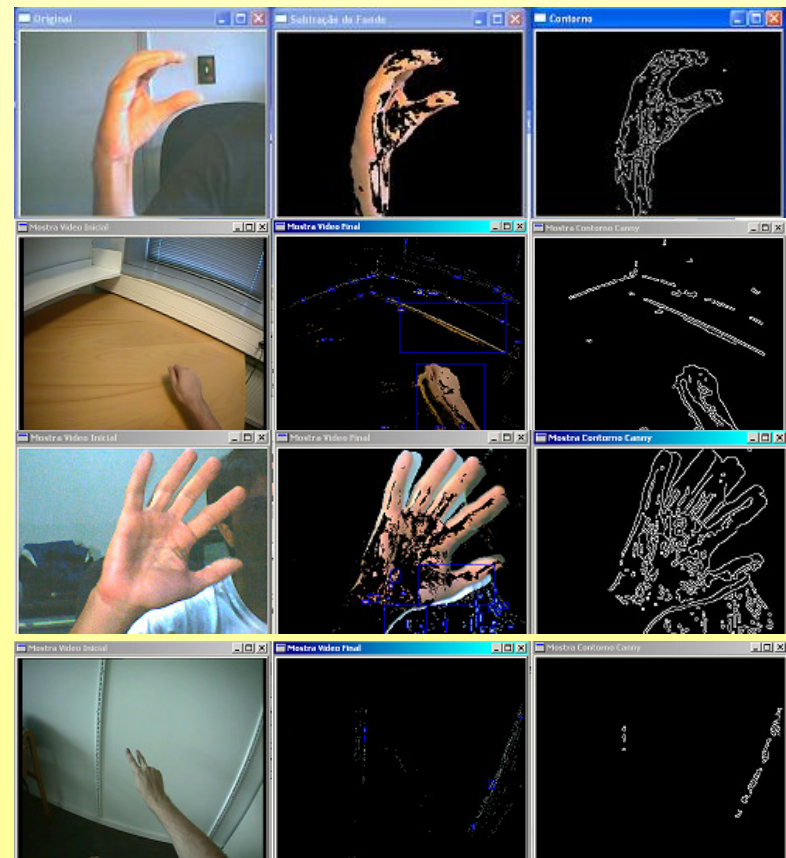 Original
Subtração do Fundo
Contorno
Mostra Video Inicial
Mostra Video Final
Mostra Contorno Canny
Mostra Video Inicial
Mostra Video Final
Mostra Contorno Canny
Mostra Video Inicial
Mostra Video Final
Mostra Contorno Canny